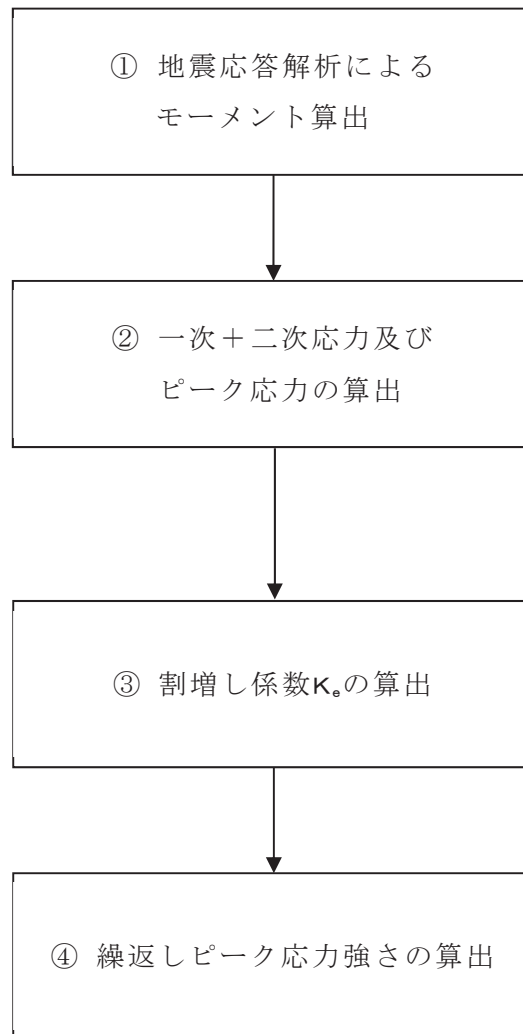 ① 地震応答解析による
モーメント算出
② 一次＋二次応力及び
ピーク応力の算出
③ 割増し係数Keの算出
④ 繰返しピーク応力強さの算出